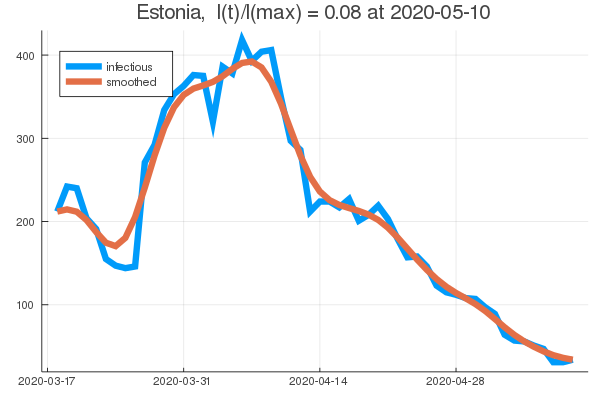 Estonia,  I(t)/I(max) = 0.08 at 2020-05-10
infectious
smoothed
400
300
200
100
2020-03-17 2020-03-31 2020-04-14 2020-04-28